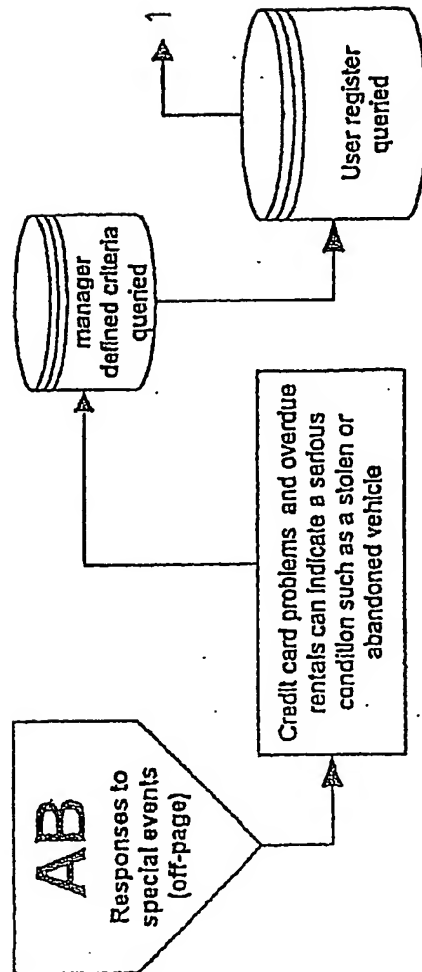 AB
Responses to
special events
(off-page)
Credit card problems and overdue
rentals can indicate a serious
condition such as a stolen or
abandoned vehicle
manager
defined criteria
queried
User register
queried
1